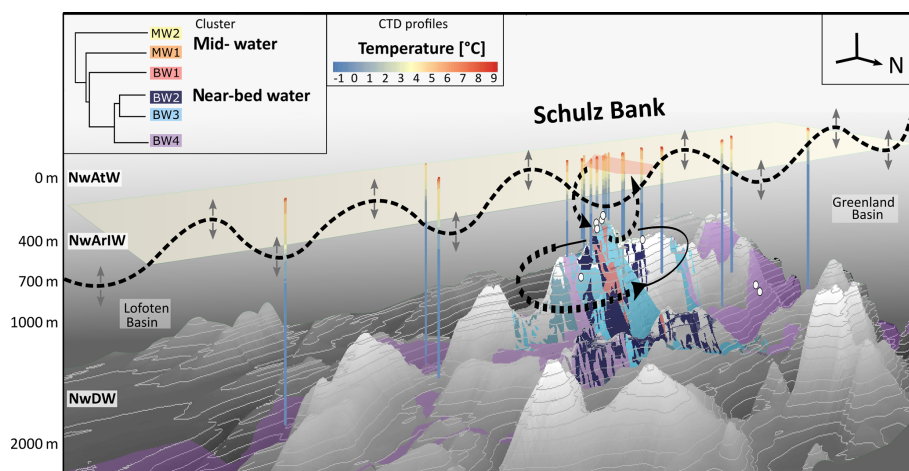 Cluster
MW2
Mid- water
MW1
BW1
BW2
Near-bed water
BW3
BW4
CTD profiles
Temperature [°C]
-1 0 1 2 3 4 5 6 7 8 9
N
Schulz Bank
0 m
NwAtW
Greenland
Basin
400 m
NwArIW
700 m
Lofoten
Basin
1000 m
NwDW
2000 m